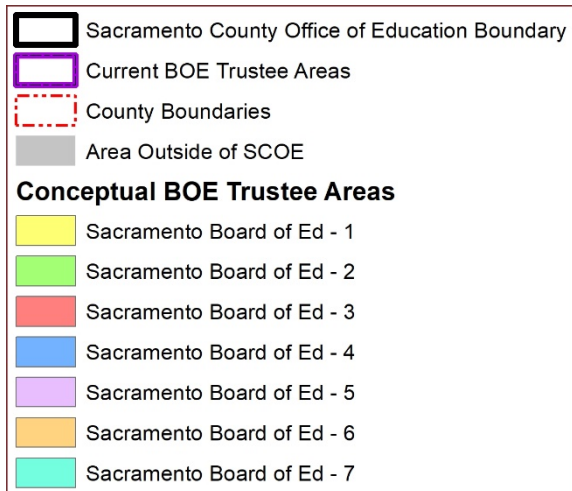 Sacramento County Office of Education Boundary
Current BOE Trustee Areas
County Boundaries
Area Outside of SCOE
Conceptual BOE Trustee Areas
Sacramento Board of Ed - 1
Sacramento Board of Ed - 2
Sacramento Board of Ed - 3
Sacramento Board of Ed - 4
Sacramento Board of Ed - 5
Sacramento Board of Ed - 6
Sacramento Board of Ed - 7